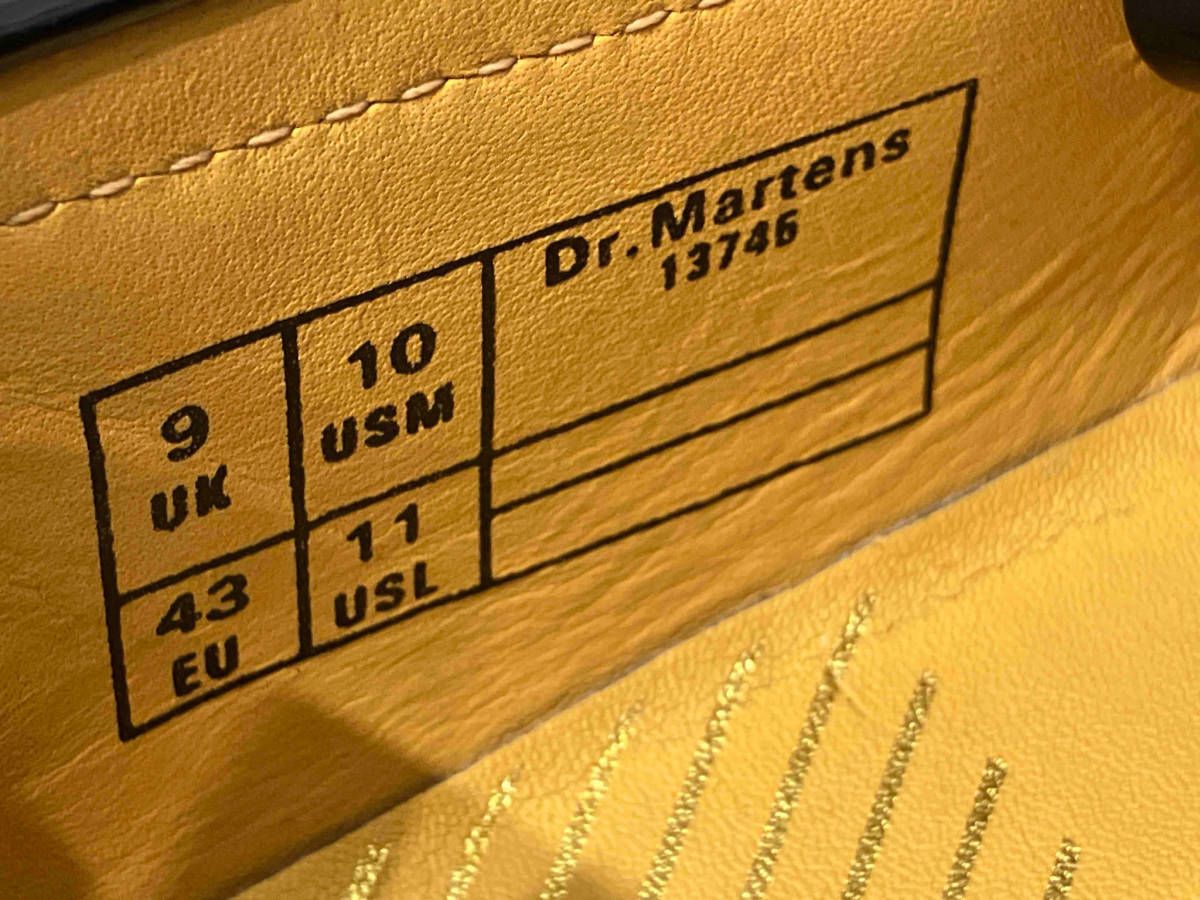 9
UK
10
USM
43
EU
11
USL
Dr. Martens
13746